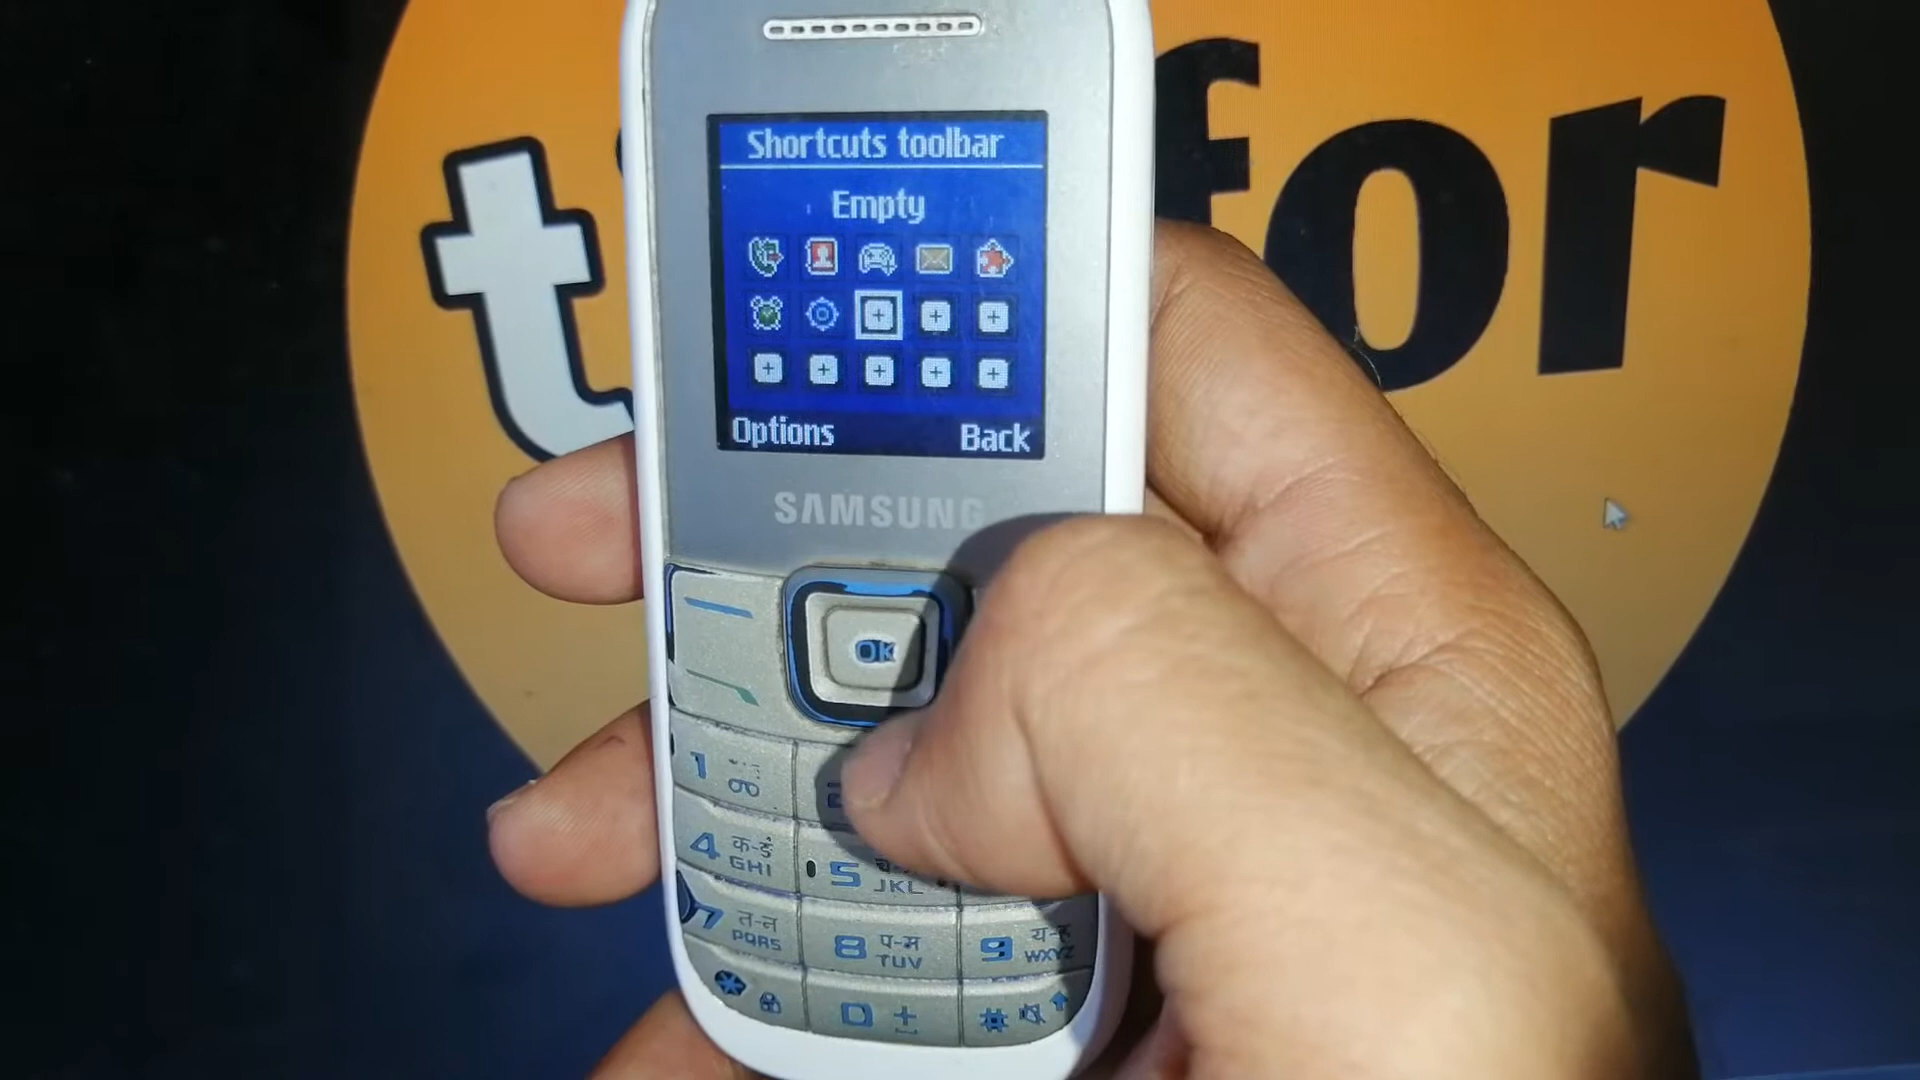 for
Shortcuts toolbar
Empty
Options Back
SAMSUNG
OK
1
4 क-ङ GHI
5 JKL
7 त-न PQRS
8 प-म TUV
9 य-ह WXYZ
* 0 + #